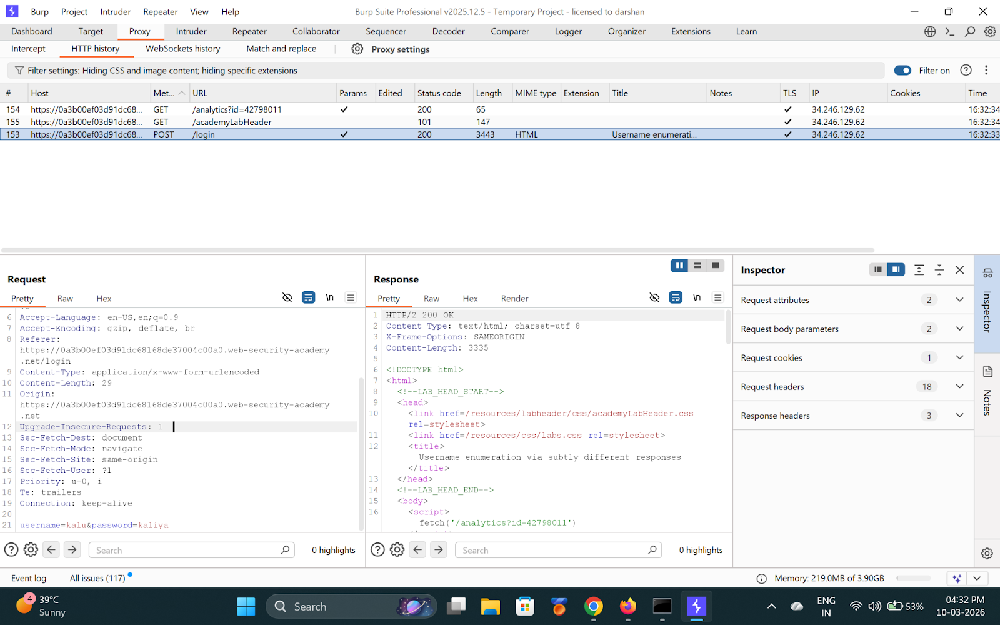 Burp Project Intruder Repeater View Help Burp Suite Professional v2025.12.5 - Temporary Project - licensed to darshan
Dashboard Target Proxy Intruder Repeater Collaborator Sequencer Decoder Comparer Logger Organizer Extensions Learn
Intercept HTTP history WebSockets history Match and replace Proxy settings
Filter settings: Hiding CSS and image content; hiding specific extensions Filter on
# Host Met... URL Params Edited Status code Length MIME type Extension Title Notes TLS IP Cookies Time
154 https://0a3b00ef03d91dc68... GET /analytics?id=42798011 ✓ 200 65 ✓ 34.246.129.62 16:32:34
155 https://0a3b00ef03d91dc68... GET /academyLabHeader 101 147 ✓ 34.246.129.62 16:32:34
153 https://0a3b00ef03d91dc68... POST /login ✓ 200 3443 HTML Username enumerati... ✓ 34.246.129.62 16:32:33
Request
Pretty Raw Hex \n
6 Accept-Language: en-US,en;q=0.9
7 Accept-Encoding: gzip, deflate, br
8 Referer:
https://0a3b00ef03d91dc68168de37004c00a0.web-security-academy
.net/login
9 Content-Type: application/x-www-form-urlencoded
10 Content-Length: 29
11 Origin:
https://0a3b00ef03d91dc68168de37004c00a0.web-security-academy
.net
12 Upgrade-Insecure-Requests: 1
13 Sec-Fetch-Dest: document
14 Sec-Fetch-Mode: navigate
15 Sec-Fetch-Site: same-origin
16 Sec-Fetch-User: ?1
17 Priority: u=0, i
18 Te: trailers
19 Connection: keep-alive
20
21 username=kalu&password=kaliya
Search 0 highlights
Response
Pretty Raw Hex Render \n
1 HTTP/2 200 OK
2 Content-Type: text/html; charset=utf-8
3 X-Frame-Options: SAMEORIGIN
4 Content-Length: 3335
5
6 <!DOCTYPE html>
7 <html>
8 <!--LAB_HEAD_START-->
9 <head>
10 <link href=/resources/labheader/css/academyLabHeader.css
rel=stylesheet>
11 <link href=/resources/css/labs.css rel=stylesheet>
12 <title>
Username enumeration via subtly different responses
</title>
13 </head>
14 <!--LAB_HEAD_END-->
15 <body>
16 <script>
fetch('/analytics?id=42798011')
Search 0 highlights
Inspector
Request attributes 2
Request body parameters 2
Request cookies 1
Request headers 18
Response headers 3
Inspector
Notes
Event log All issues (117) Memory: 219.0MB of 3.90GB
4 39°C
Sunny
Search
ENG
IN
53%
04:32 PM
10-03-2026